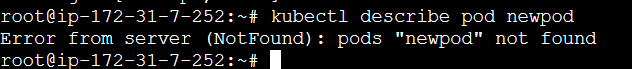 root@ip-172-31-7-252:~# kubectl describe pod newpod
Error from server (NotFound): pods "newpod" not found
root@ip-172-31-7-252:~#